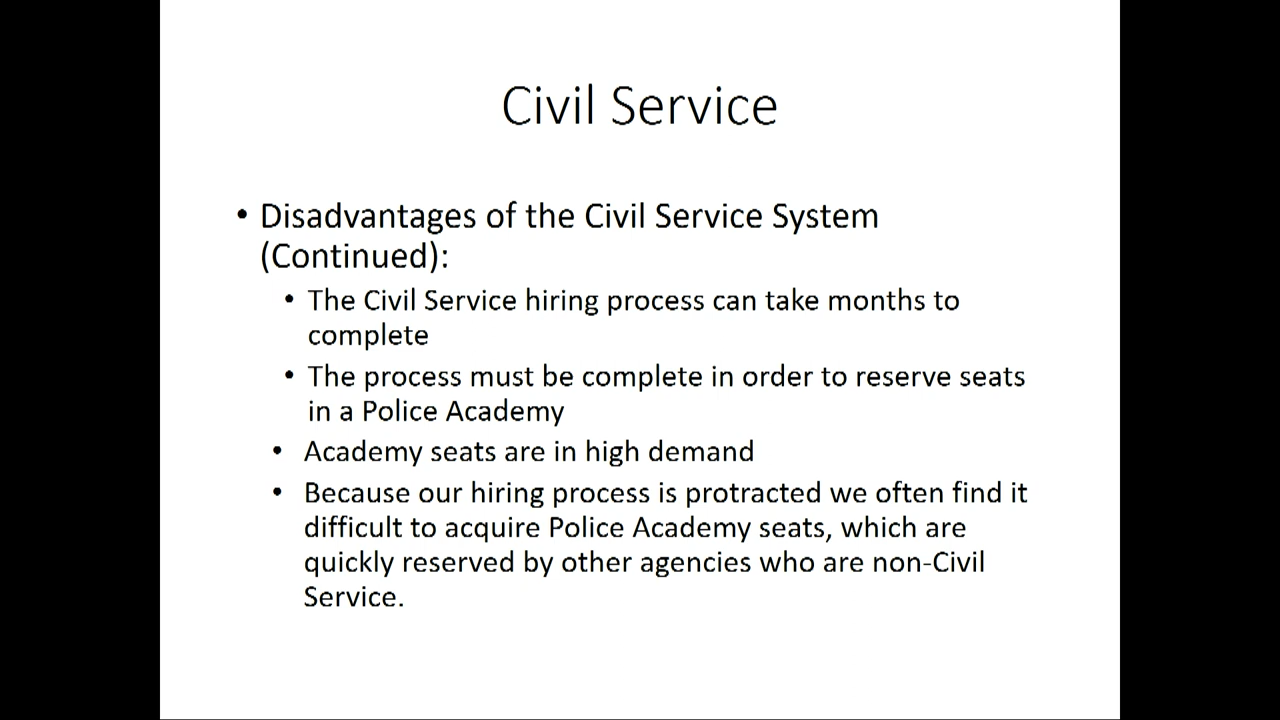 Civil Service
• Disadvantages of the Civil Service System
(Continued):
• The Civil Service hiring process can take months to
complete
• The process must be complete in order to reserve seats
in a Police Academy
• Academy seats are in high demand
• Because our hiring process is protracted we often find it
difficult to acquire Police Academy seats, which are
quickly reserved by other agencies who are non-Civil
Service.